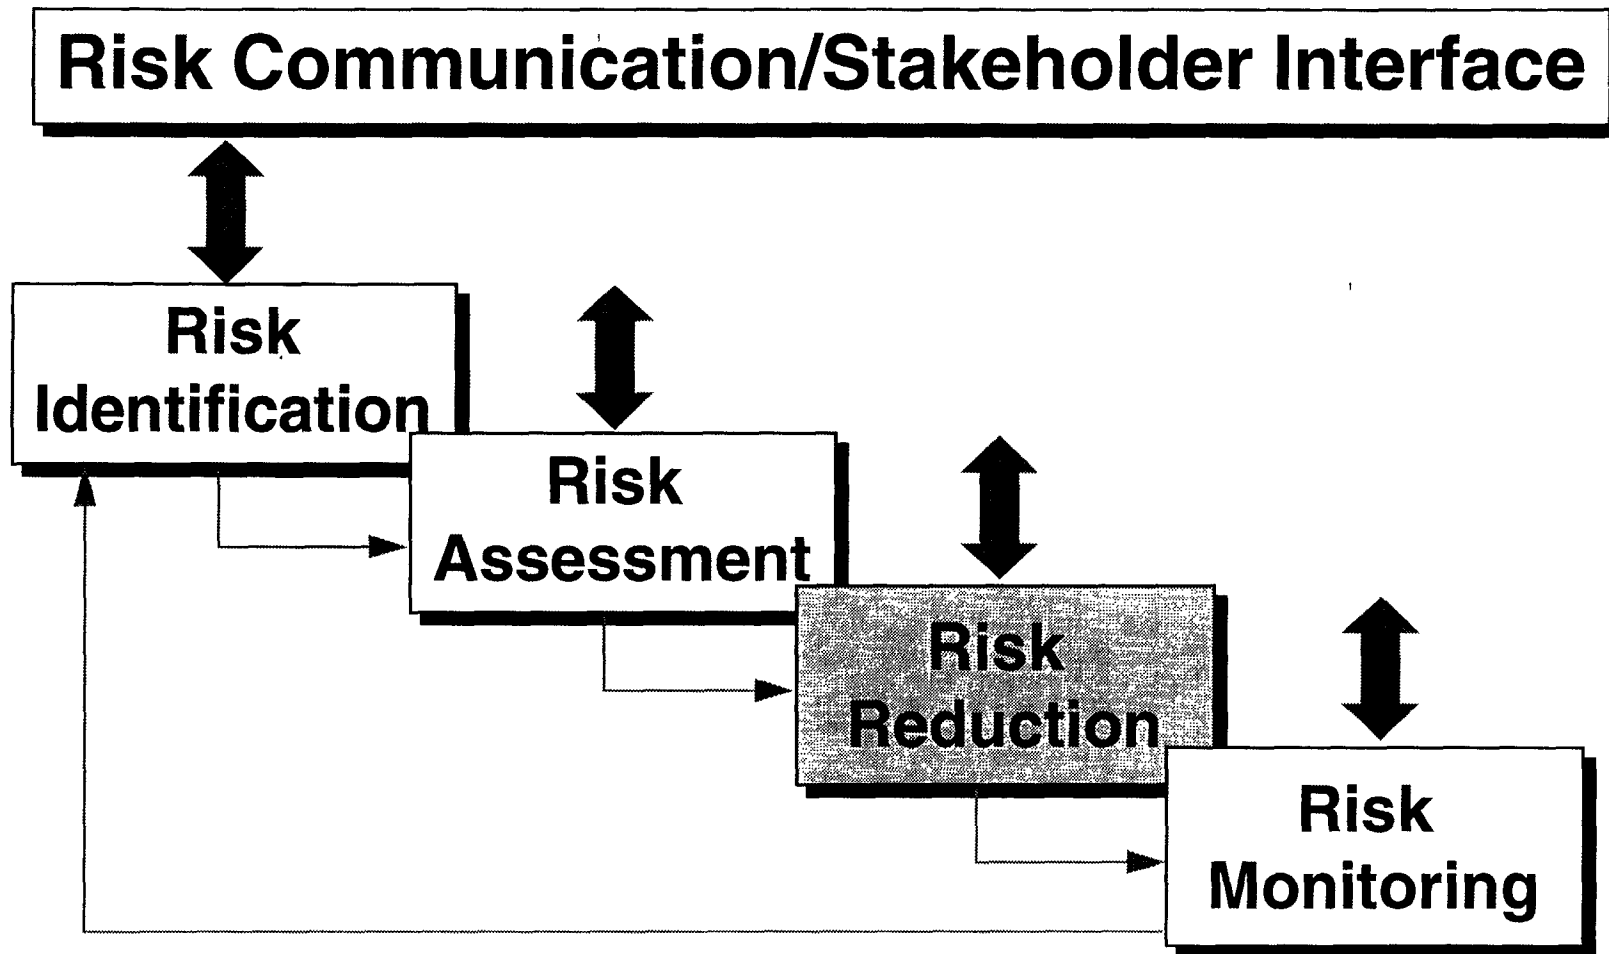 Risk Communication/Stakeholder Interface
Risk
Identification
Risk
Assessment
Risk
Reduction
Risk
Monitoring